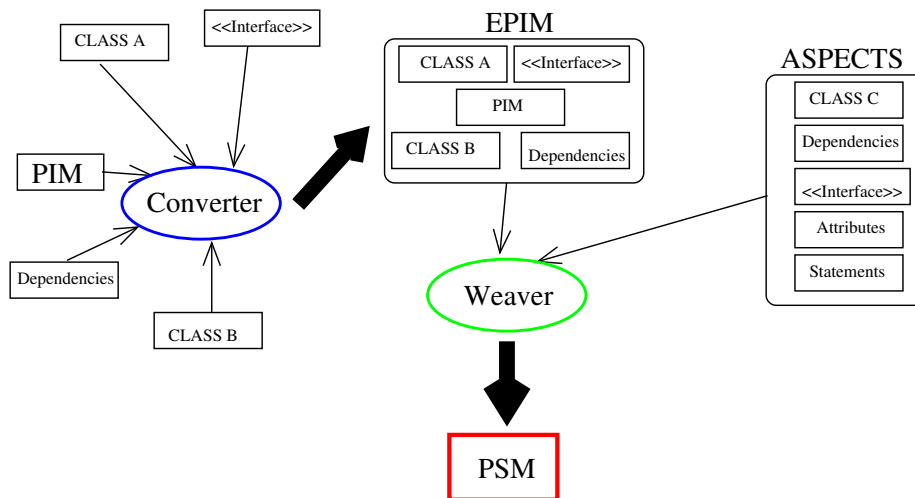 CLASS A
<<Interface>>
PIM
Converter
Dependencies
CLASS B
EPIM
CLASS A
<<Interface>>
PIM
CLASS B
Dependencies
ASPECTS
CLASS C
Dependencies
<<Interface>>
Attributes
Statements
Weaver
PSM